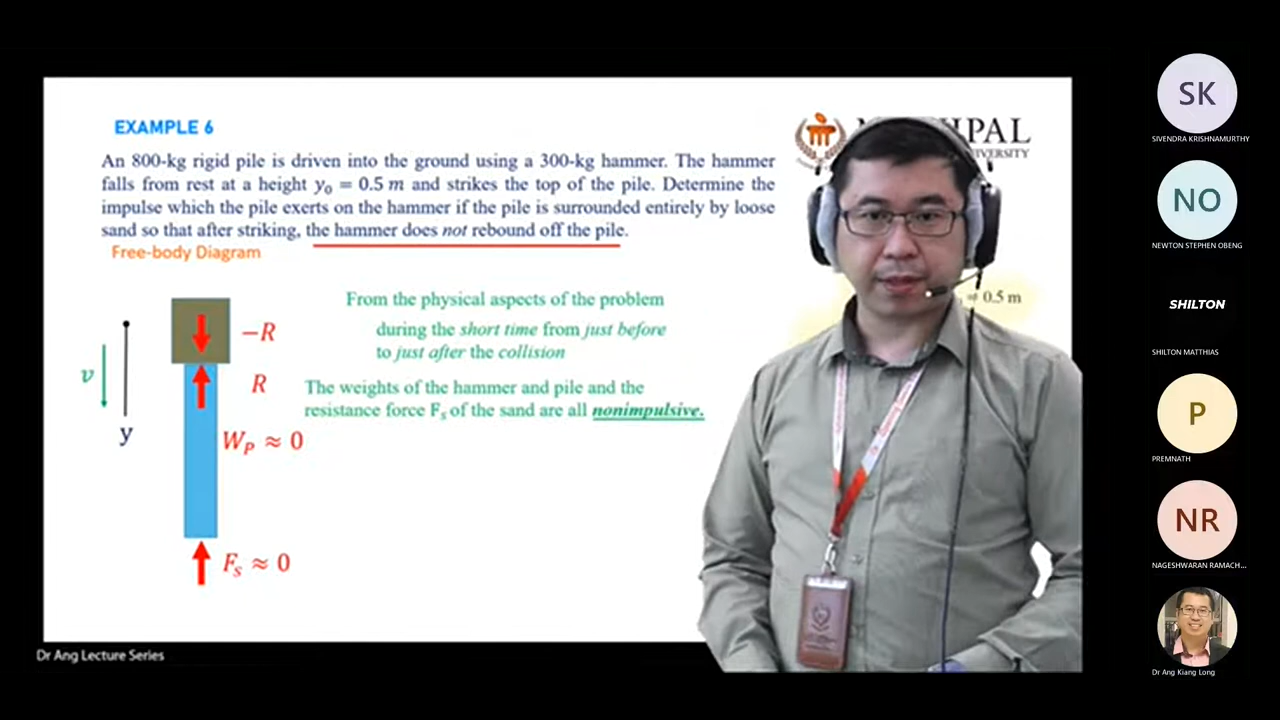 EXAMPLE 6
An 800-kg rigid pile is driven into the ground using a 300-kg hammer. The hammer
falls from rest at a height y₀ = 0.5 m and strikes the top of the pile. Determine the
impulse which the pile exerts on the hammer if the pile is surrounded entirely by loose
sand so that after striking, the hammer does not rebound off the pile.
Free-body Diagram
From the physical aspects of the problem
during the short time from just before
to just after the collision
The weights of the hammer and pile and the
resistance force Fₛ of the sand are all nonimpulsive.
−R
R
v
y
W_P ≈ 0
Fₛ ≈ 0
= 0.5 m
Dr Ang Lecture Series
SK
SIVENDRA KRISHNAMURTHY
NO
NEWTON STEPHEN OBENG
SHILTON
SHILTON MATTHIAS
P
PREMNATH
NR
NAGESHWARAN RAMACH...
Dr Ang Kiang Long